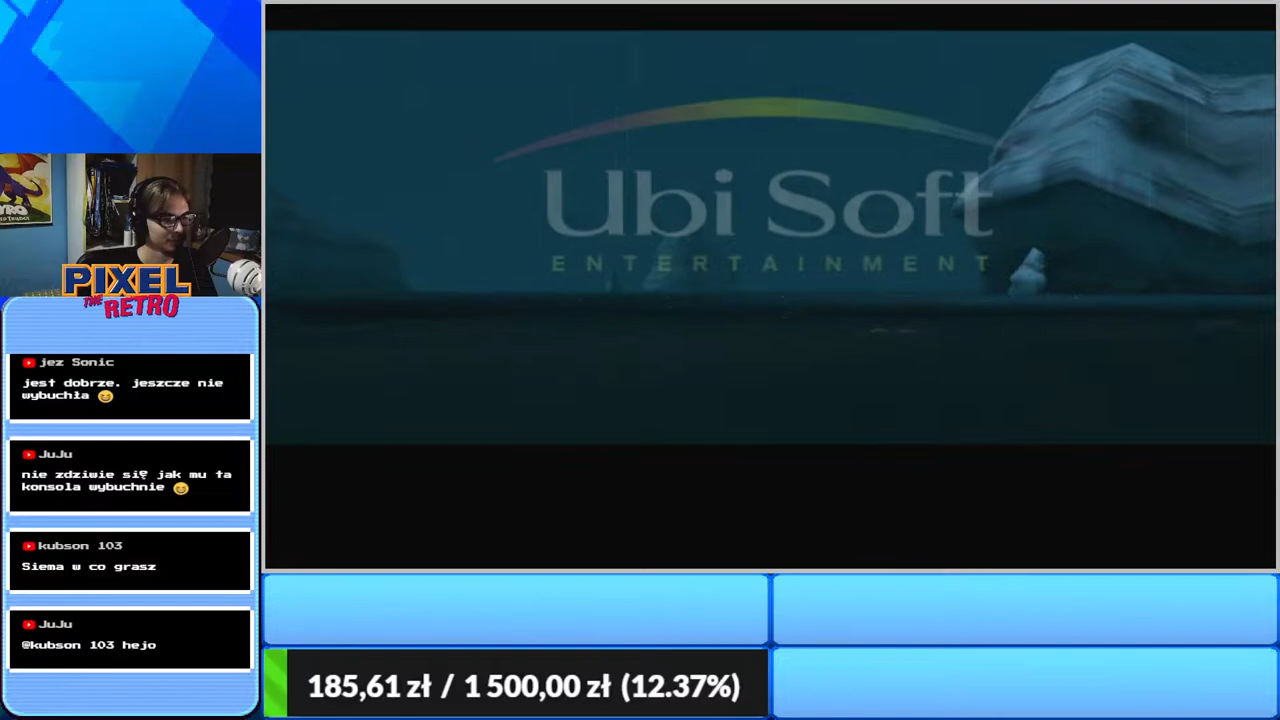 Ubi Soft
ENTERTAINMENT
PIXEL
THE RETRO
jez Sonic
jest dobrze. jeszcze nie
wybuchła 😆
JuJu
nie zdziwie się jak mu ta
konsola wybuchnie 😆
kubson 103
Siema w co grasz
JuJu
@kubson 103 hejo
185,61 zł / 1 500,00 zł (12.37%)